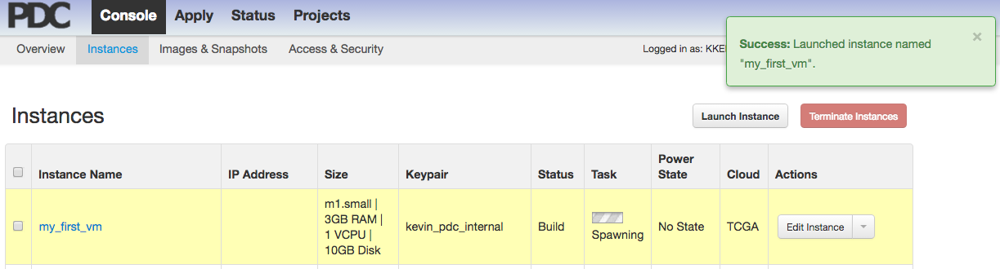 PDC Console Apply Status Projects
Overview Instances Images & Snapshots Access & Security Logged in as:
Success: Launched instance named
"my_first_vm".
×
Instances
Launch Instance Terminate Instances
Instance Name IP Address Size Keypair Status Task Power State Cloud Actions
my_first_vm
m1.small |
3GB RAM |
1 VCPU |
10GB Disk
kevin_pdc_internal
Build
Spawning
No State
TCGA
Edit Instance